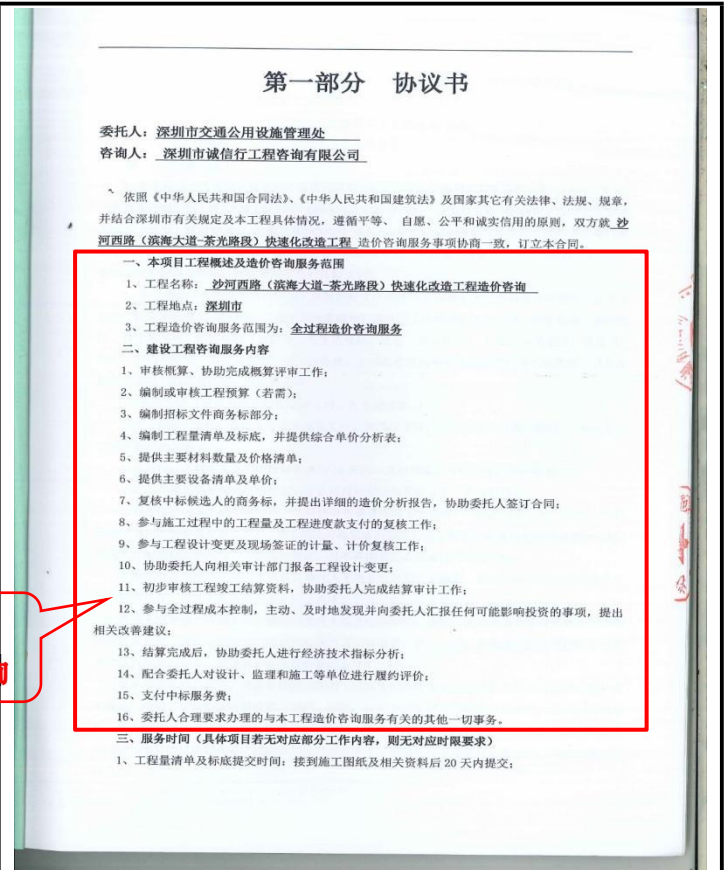 第一部分 协议书
委托人：深圳市交通公用设施管理处
咨询人：深圳市诚信行工程咨询有限公司
依照《中华人民共和国合同法》、《中华人民共和国建筑法》及国家其它有关法律、法规、规章，
并结合深圳市有关规定及本工程具体情况，遵循平等、 自愿、公平和诚实信用的原则，双方就 沙
河西路（滨海大道-茶光路段）快速化改造工程 造价咨询服务事项协商一致，订立本合同。
一、本项目工程概述及造价咨询服务范围
1、工程名称： 沙河西路（滨海大道-茶光路段）快速化改造工程造价咨询
2、工程地点：深圳市
3、工程造价咨询服务范围为：全过程造价咨询服务
二、建设工程咨询服务内容
1、审核概算、协助完成概算评审工作；
2、编制或审核工程预算（若需）；
3、编制招标文件商务标部分；
4、编制工程量清单及标底，并提供综合单价分析表；
5、提供主要材料数量及价格清单；
6、提供主要设备清单及单价；
7、复核中标候选人的商务标，并提出详细的造价分析报告，协助委托人签订合同；
8、参与施工过程中的工程量及工程进度款支付的复核工作；
9、参与工程设计变更及现场签证的计量、计价复核工作；
10、协助委托人向相关审计部门报备工程设计变更；
11、初步审核工程竣工结算资料，协助委托人完成结算审计工作；
12、参与全过程成本控制，主动、及时地发现并向委托人汇报任何可能影响投资的事项，提出
相关改善建议；
13、结算完成后，协助委托人进行经济技术指标分析；
14、配合委托人对设计、监理和施工等单位进行履约评价；
15、支付中标服务费；
16、委托人合理要求办理的与本工程造价咨询服务有关的其他一切事务。
三、服务时间（具体项目若无对应部分工作内容，则无对应时限要求）
1、工程量清单及标底提交时间：接到施工图纸及相关资料后 20 天内提交；